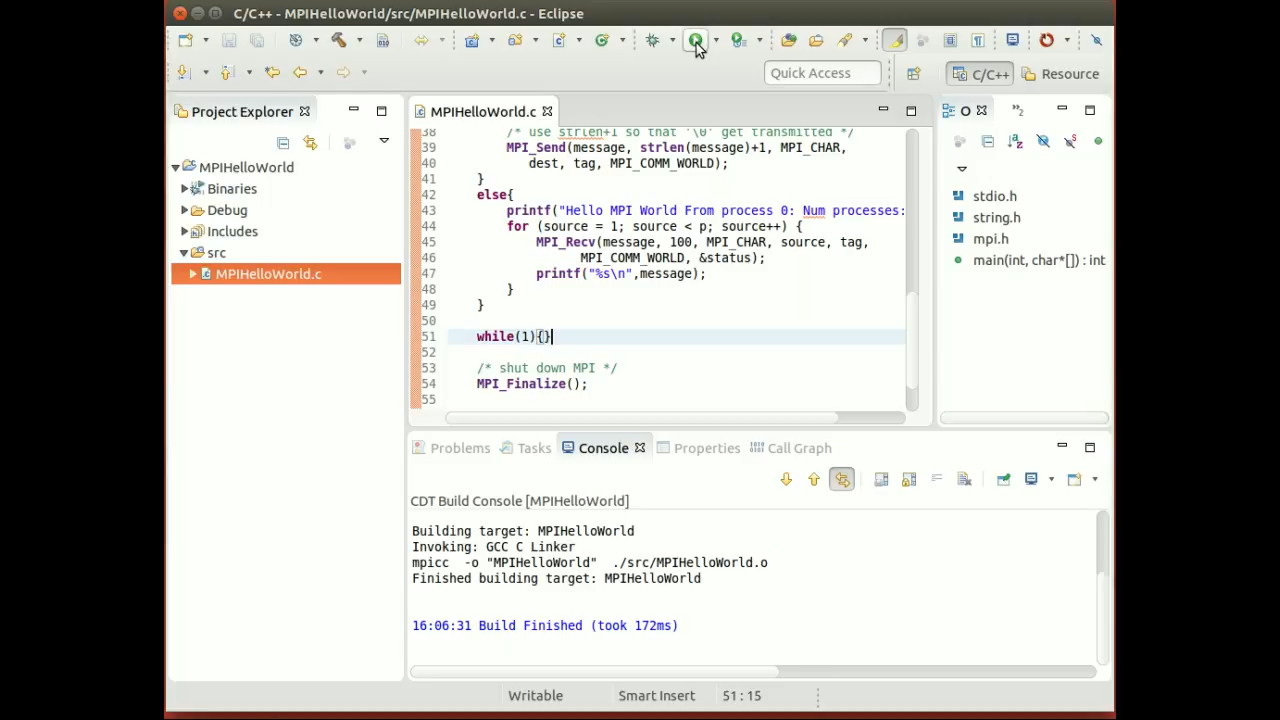 C/C++ - MPIHelloWorld/src/MPIHelloWorld.c - Eclipse
Quick Access
C/C++
Resource
Project Explorer
MPIHelloWorld
Binaries
Debug
Includes
src
MPIHelloWorld.c
MPIHelloWorld.c
38 /* use strlen+1 so that '\0' get transmitted */
39 MPI_Send(message, strlen(message)+1, MPI_CHAR,
40 dest, tag, MPI_COMM_WORLD);
41 }
42 else{
43 printf("Hello MPI World From process 0: Num processes:
44 for (source = 1; source < p; source++) {
45 MPI_Recv(message, 100, MPI_CHAR, source, tag,
46 MPI_COMM_WORLD, &status);
47 printf("%s\n",message);
48 }
49 }
50
51 while(1){}
52
53 /* shut down MPI */
54 MPI_Finalize();
55
O
stdio.h
string.h
mpi.h
main(int, char*[]) : int
Problems
Tasks
Console
Properties
Call Graph
CDT Build Console [MPIHelloWorld]
Building target: MPIHelloWorld
Invoking: GCC C Linker
mpicc -o "MPIHelloWorld" ./src/MPIHelloWorld.o
Finished building target: MPIHelloWorld
16:06:31 Build Finished (took 172ms)
Writable
Smart Insert
51 : 15